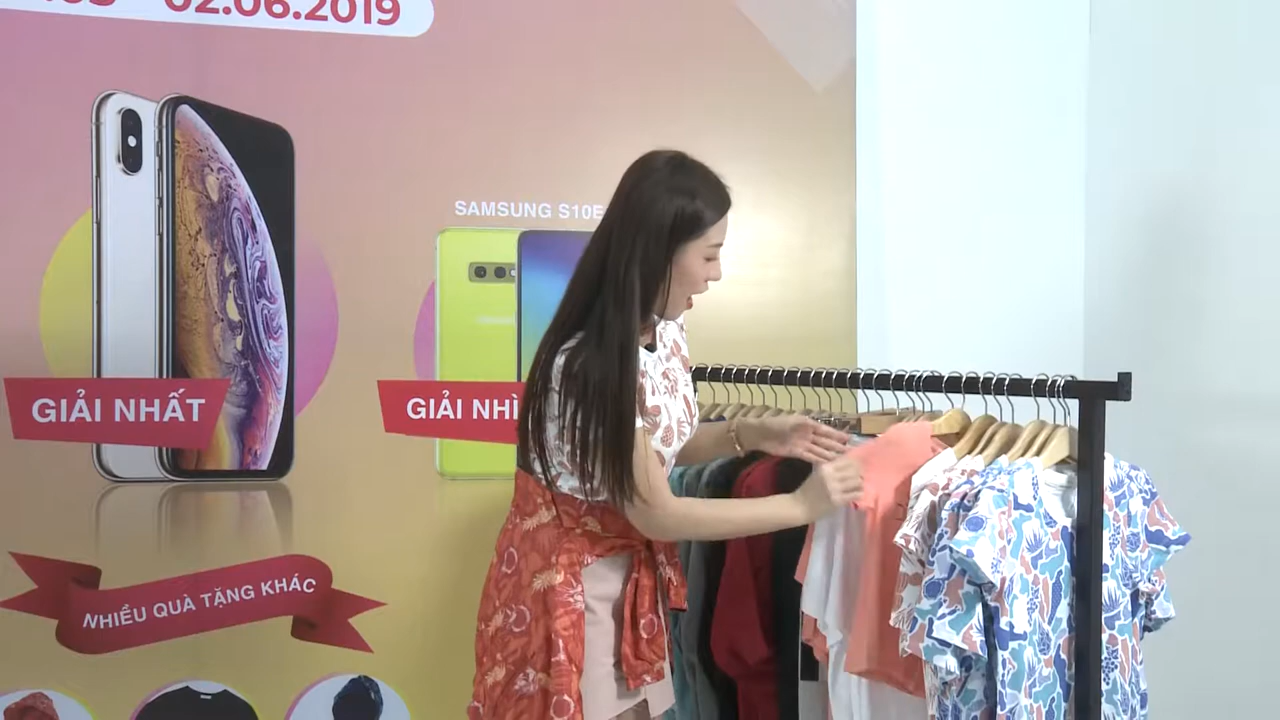 02.06.2019
SAMSUNG S10E
GIẢI NHẤT
GIẢI NHÌ
NHIỀU QUÀ TẶNG KHÁC